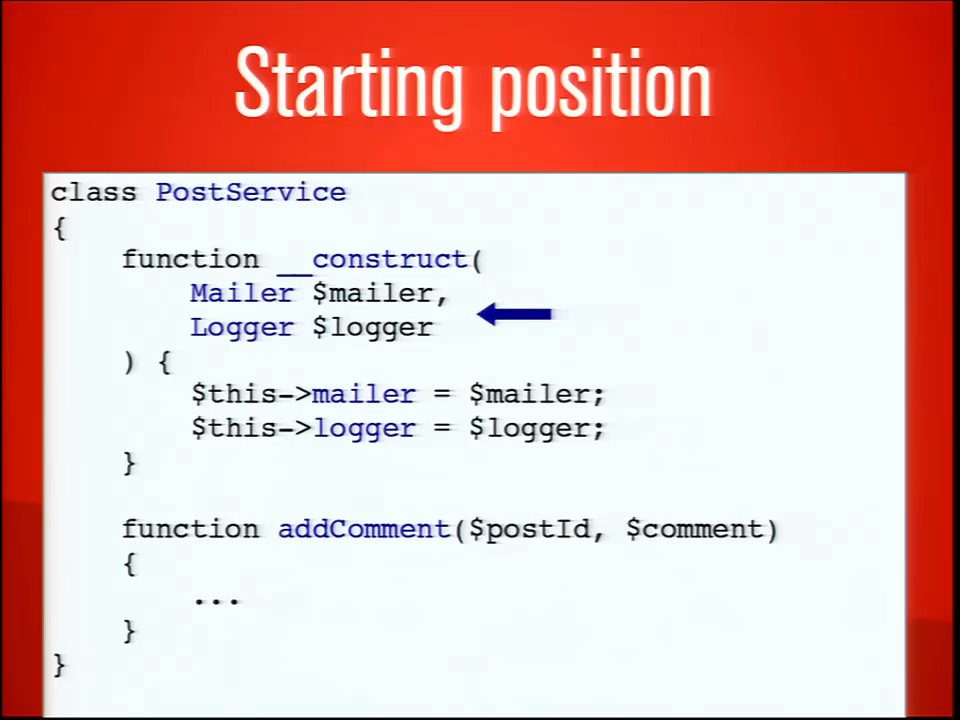 Starting position
class PostService
{
    function __construct(
        Mailer $mailer,
        Logger $logger
    ) {
        $this->mailer = $mailer;
        $this->logger = $logger;
    }

    function addComment($postId, $comment)
    {
        ...
    }
}